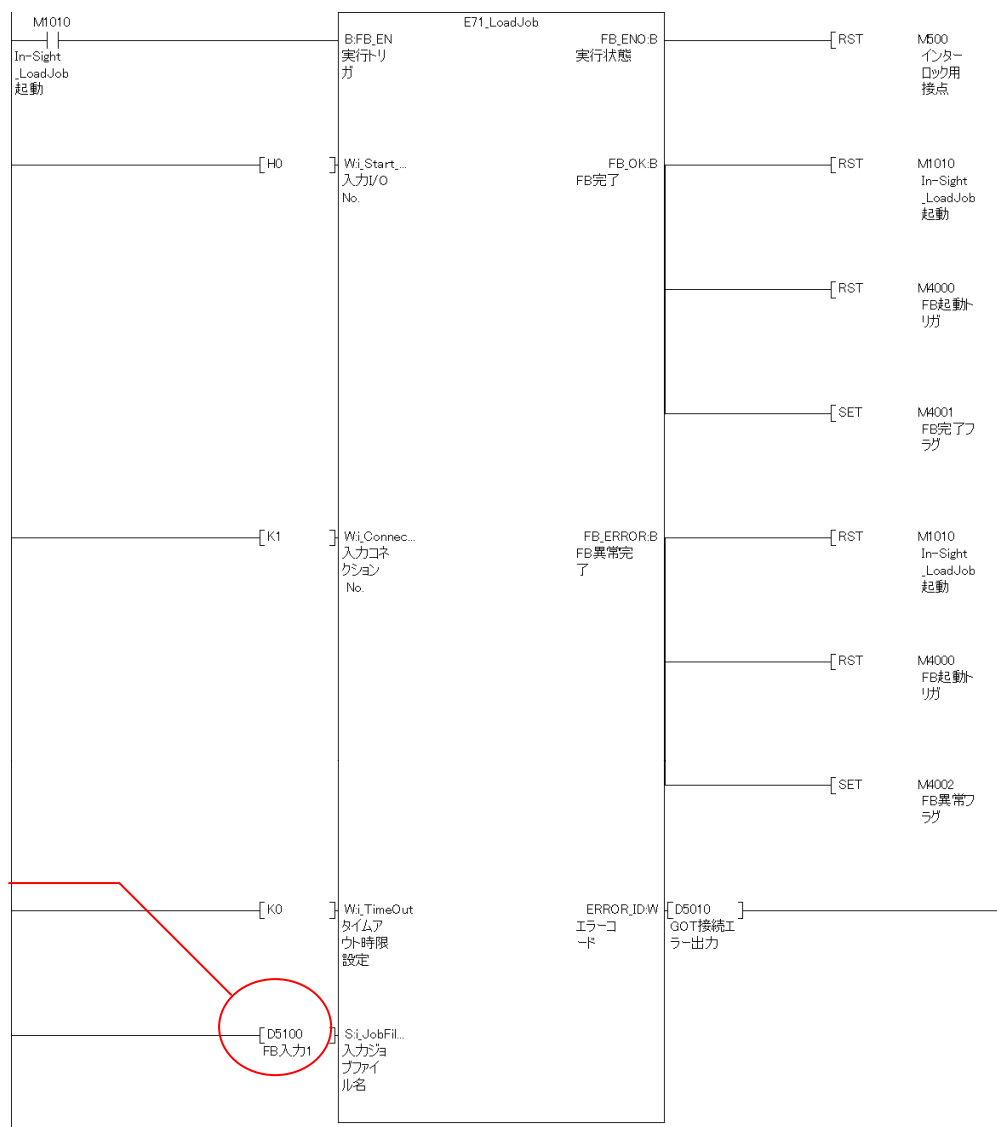 E71_LoadJob
M1010
B:FB_EN
FB_ENO:B
RST
M500
In-Sight
_LoadJob
起動
実行トリ
ガ
実行状態
インター
ロック用
接点
H0
W:i_Start_...
入力I/O
No.
FB_OK:B
FB完了
RST
M1010
In-Sight
_LoadJob
起動
RST
M4000
FB起動ト
リガ
SET
M4001
FB完了フ
ラグ
K1
W:i_Connec...
入力コネ
クション
No.
FB_ERROR:B
FB異常完
了
RST
M1010
In-Sight
_LoadJob
起動
RST
M4000
FB起動ト
リガ
SET
M4002
FB異常フ
ラグ
K0
W:i_TimeOut
タイムア
ウト時限
設定
ERROR_ID:W
エラーコ
ード
D5010
GOT接続エ
ラー出力
D5100
FB入力1
S:i_JobFil...
入力ジョ
ブファイ
ル名